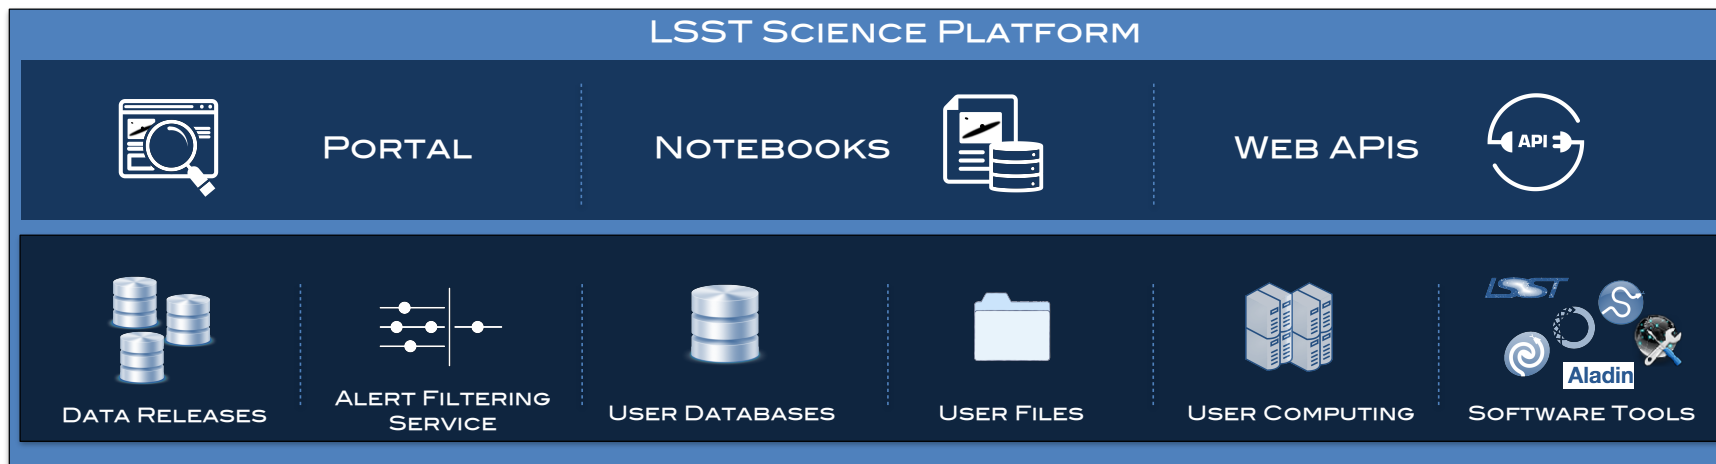 LSST Science Platform
Portal
Notebooks
Web APIs
API
LSST
Aladin
Data Releases
Alert Filtering
Service
User Databases
User Files
User Computing
Software Tools